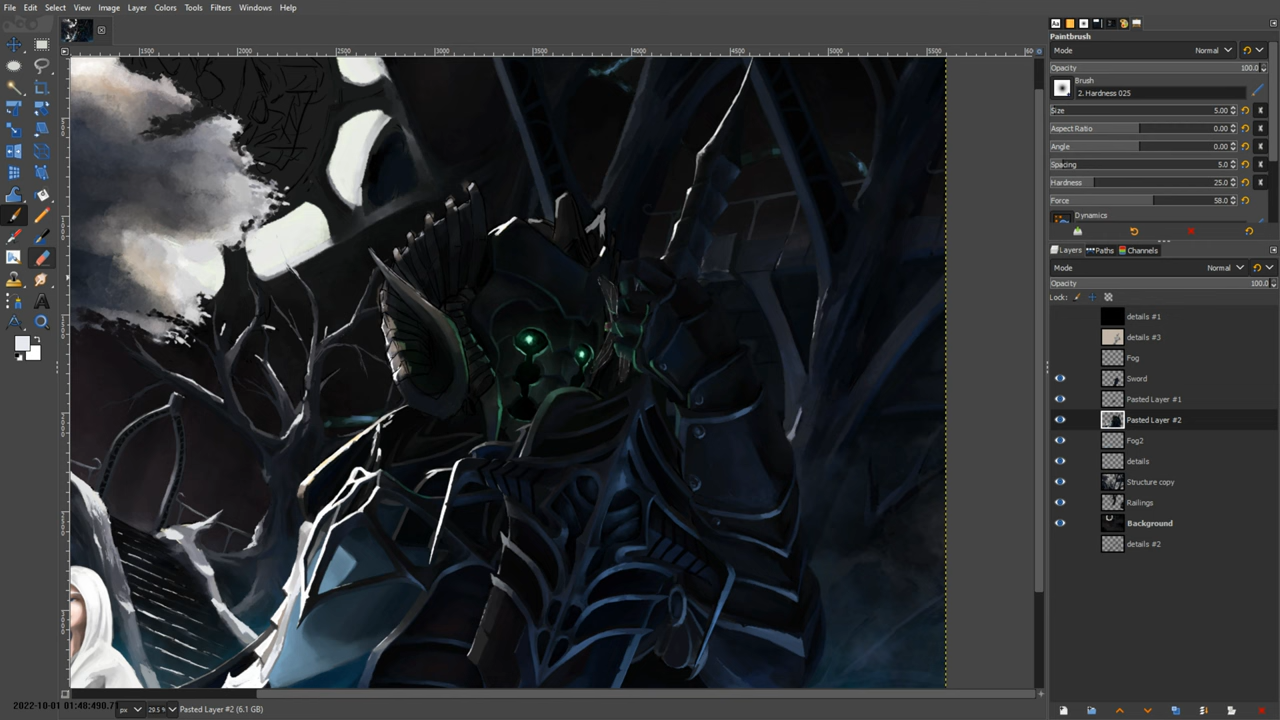 File Edit Select View Image Layer Colors Tools Filters Windows Help
1500 2000 2500 3000 3500 4000 4500 5000 5500
Paintbrush
Mode Normal
Opacity 100.0
Brush
2. Hardness 025
Size 5.00
Aspect Ratio 0.00
Angle 0.00
Spacing 5.0
Hardness 25.0
Force 58.0
Dynamics
Layers Paths Channels
Mode Normal
Opacity 100.0
Lock:
details #1
details #3
Fog
Sword
Pasted Layer #1
Pasted Layer #2
Fog2
details
Structure copy
Railings
Background
details #2
px 29.5 % Pasted Layer #2 (6.1 GB)